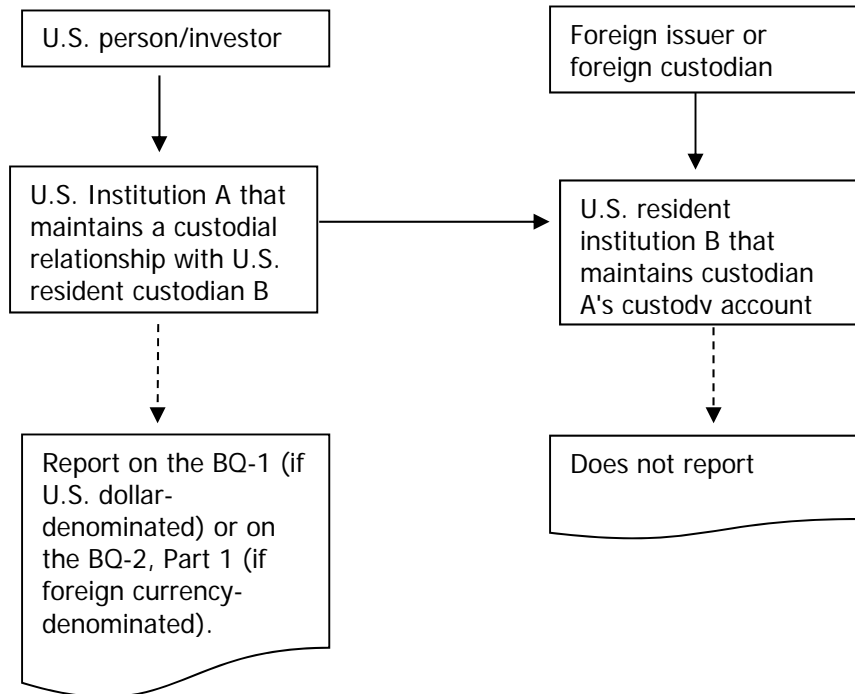 U.S. person/investor
Foreign issuer or
foreign custodian
U.S. Institution A that
maintains a custodial
relationship with U.S.
resident custodian B
U.S. resident
institution B that
maintains custodian
A's custody account
Report on the BQ-1 (if
U.S. dollar-
denominated) or on
the BQ-2, Part 1 (if
foreign currency-
denominated).
Does not report